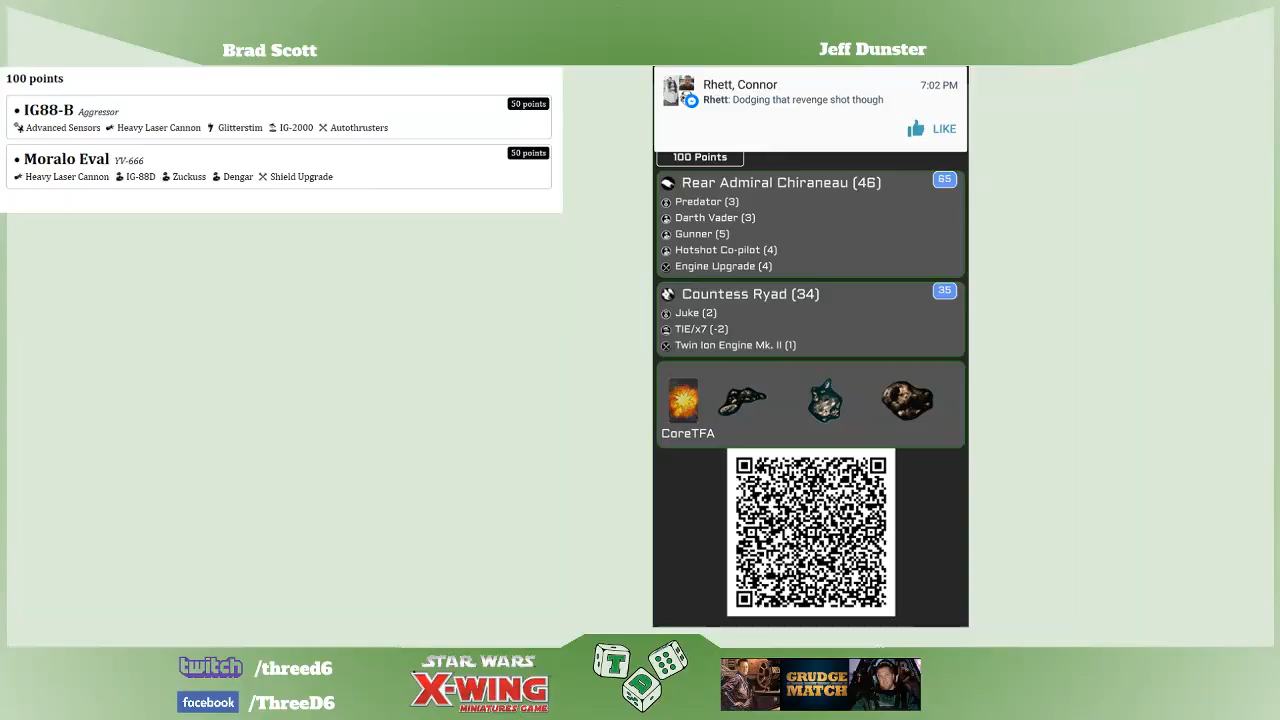 Brad Scott
Jeff Dunster
100 points
• IG88-B Aggressor
50 points
Advanced Sensors Heavy Laser Cannon Glitterstim IG-2000 Autothrusters
• Moralo Eval YV-666
50 points
Heavy Laser Cannon IG-88D Zuckuss Dengar Shield Upgrade
Rhett, Connor
7:02 PM
Rhett: Dodging that revenge shot though
LIKE
100 Points
Rear Admiral Chiraneau (46)
65
Predator (3)
Darth Vader (3)
Gunner (5)
Hotshot Co-pilot (4)
Engine Upgrade (4)
Countess Ryad (34)
35
Juke (2)
TIE/x7 (-2)
Twin Ion Engine Mk. II (1)
CoreTFA
twitch /threed6
facebook /ThreeD6
STAR WARS
X-WING
MINIATURES GAME
T
D
GRUDGE
MATCH